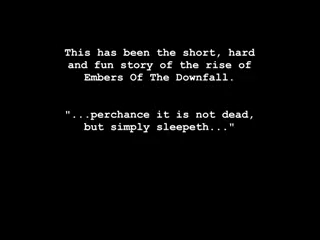 This has been the short, hard
and fun story of the rise of
Embers Of The Downfall.
"...perchance it is not dead,
but simply sleepeth..."